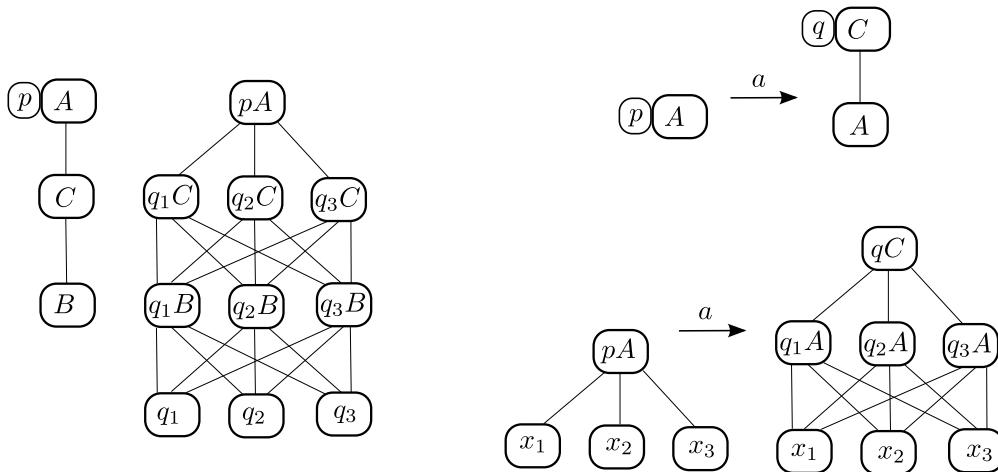 p A
C
B
pA
q₁C q₂C q₃C
q₁B q₂B q₃B
q₁ q₂ q₃
p A
a
q C
A
pA
x₁ x₂ x₃
a
qC
q₁A q₂A q₃A
x₁ x₂ x₃